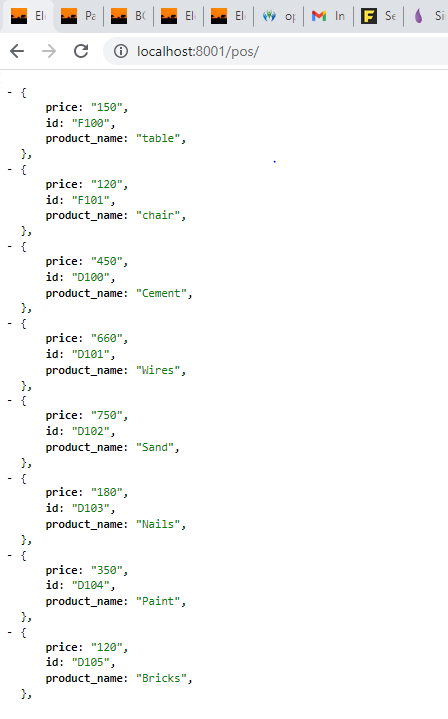 Ele
Pa
BC
Ele
Ele
op
In
Se
Si
localhost:8001/pos/
- {
price: "150",
id: "F100",
product_name: "table",
},
- {
price: "120",
id: "F101",
product_name: "chair",
},
- {
price: "450",
id: "D100",
product_name: "Cement",
},
- {
price: "660",
id: "D101",
product_name: "Wires",
},
- {
price: "750",
id: "D102",
product_name: "Sand",
},
- {
price: "180",
id: "D103",
product_name: "Nails",
},
- {
price: "350",
id: "D104",
product_name: "Paint",
},
- {
price: "120",
id: "D105",
product_name: "Bricks",
},